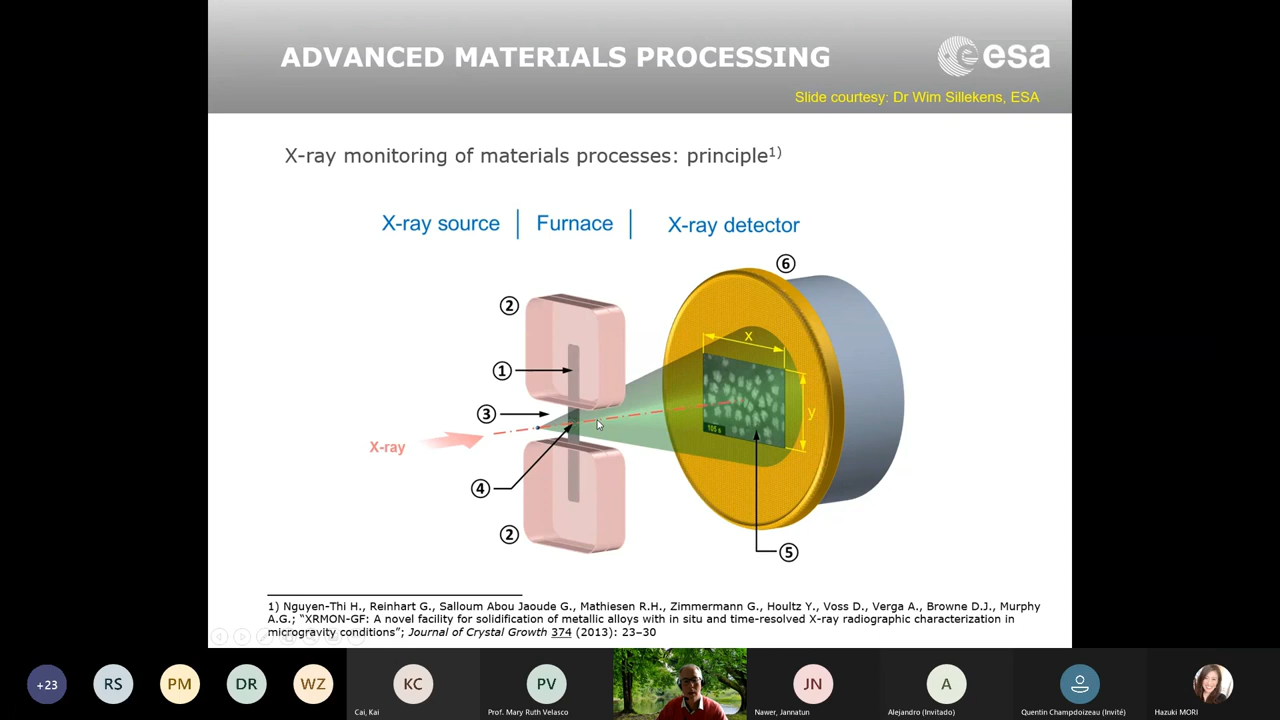 ADVANCED MATERIALS PROCESSING
esa
Slide courtesy: Dr Wim Sillekens, ESA
X-ray monitoring of materials processes: principle1)
X-ray source | Furnace | X-ray detector
⑥
②
x
①
③
y
105 s
X-ray
④
②
⑤
1) Nguyen-Thi H., Reinhart G., Salloum Abou Jaoude G., Mathiesen R.H., Zimmermann G., Houltz Y., Voss D., Verga A., Browne D.J., Murphy
A.G.; “XRMON-GF: A novel facility for solidification of metallic alloys with in situ and time-resolved X-ray radiographic characterization in
microgravity conditions”; Journal of Crystal Growth 374 (2013): 23–30
+23
RS
PM
DR
WZ
KC
Cai, Kai
PV
Prof. Mary Ruth Velasco
JN
Nawer, Jannatun
A
Alejandro (Invitado)
Quentin Champdoizeau (Invité)
Hazuki MORI